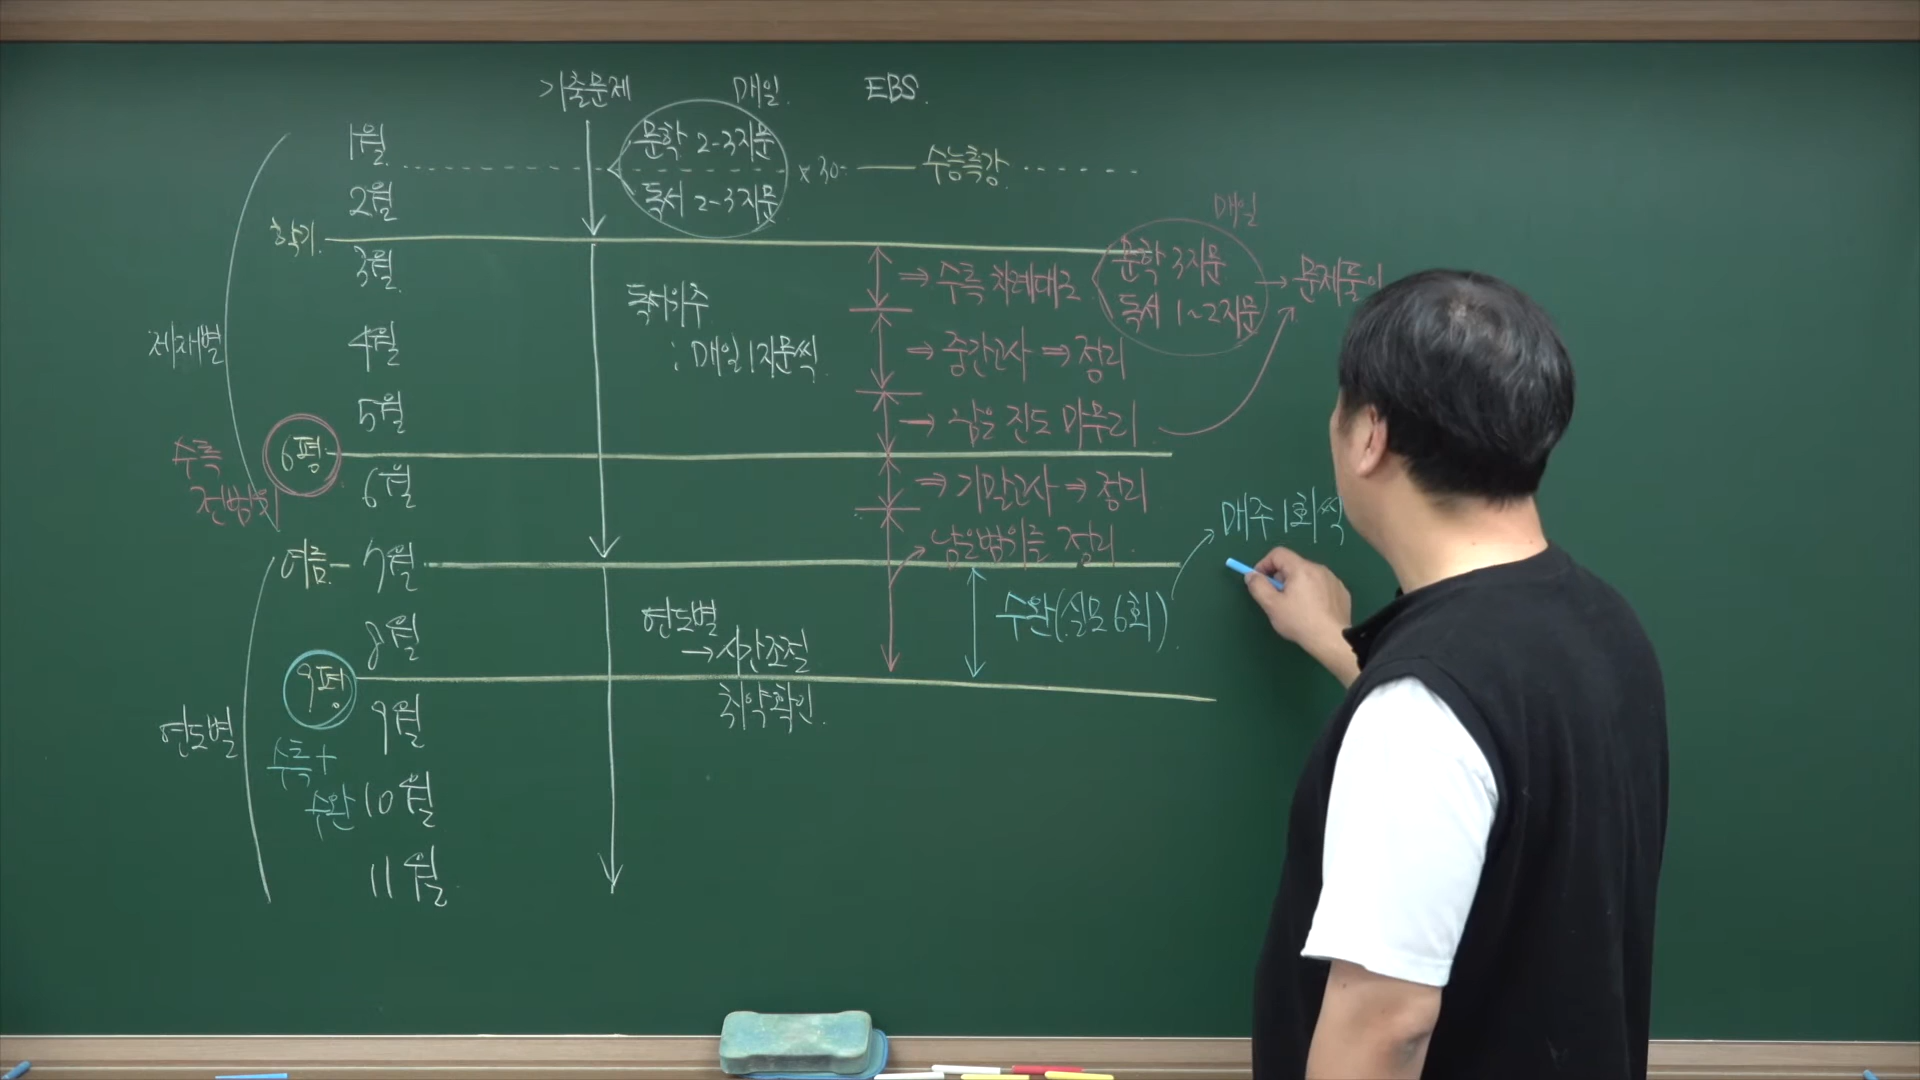 기출문제 매일. EBS.
1월
문학 2-3지문
수능특강
×30
2월
독서 2-3지문
매일
학기.
3월
문학 3지문
⇒ 수특 차례대로
→ 문제풀이
독서위주
독서 1~2지문
제재별
4월
: 매일 1지문씩
⇒ 중간고사 ⇒ 정리
5월
→ 남은 진도 마무리
수특
전범위
6평
6월
⇒ 기말고사 → 정리
매주 1회씩
남은범위를 정리
여름
7월
연도별
수완(실모 6회)
8월
→ 시간조절
9평
9월
취약확인.
연도별
수특+
수완
10월
11월